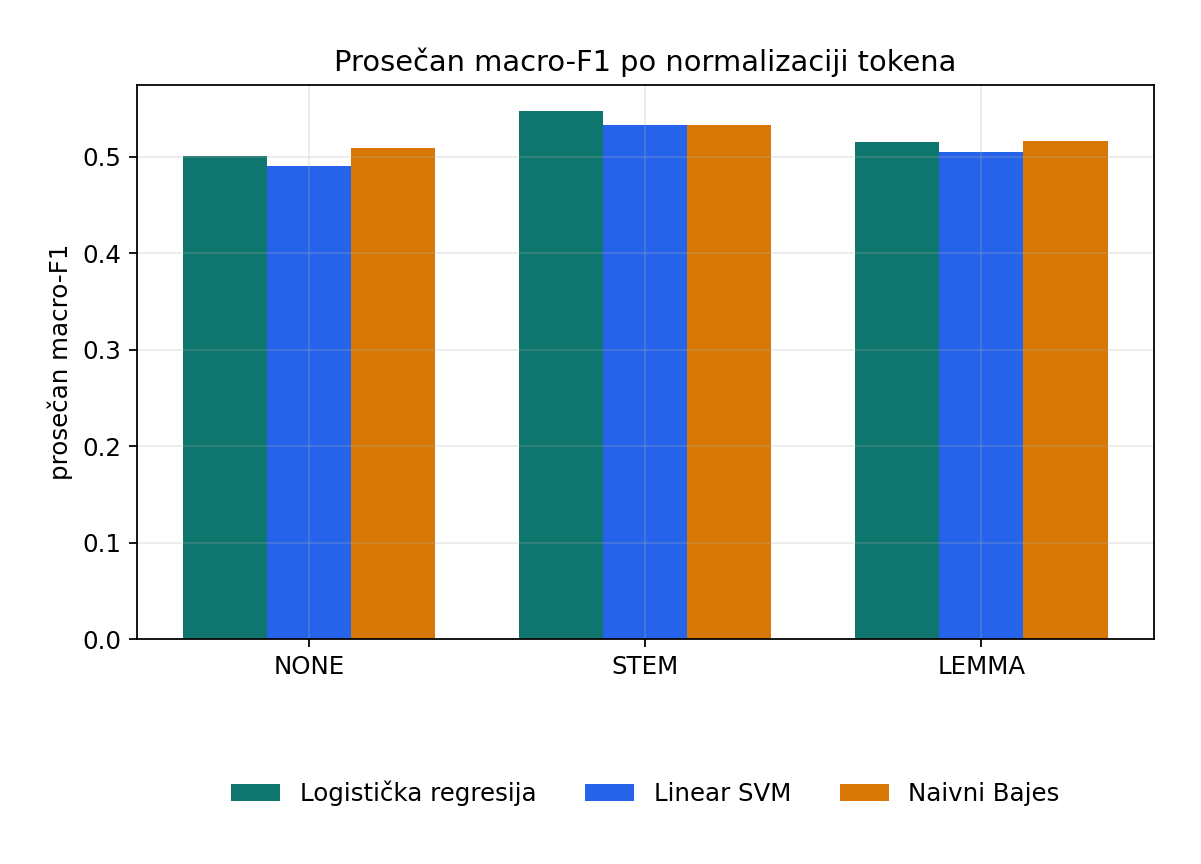 Prosečan macro-F1 po normalizaciji tokena
prosečan macro-F1
0.5
0.4
0.3
0.2
0.1
0.0
NONE STEM LEMMA
Logistička regresija Linear SVM Naivni Bajes